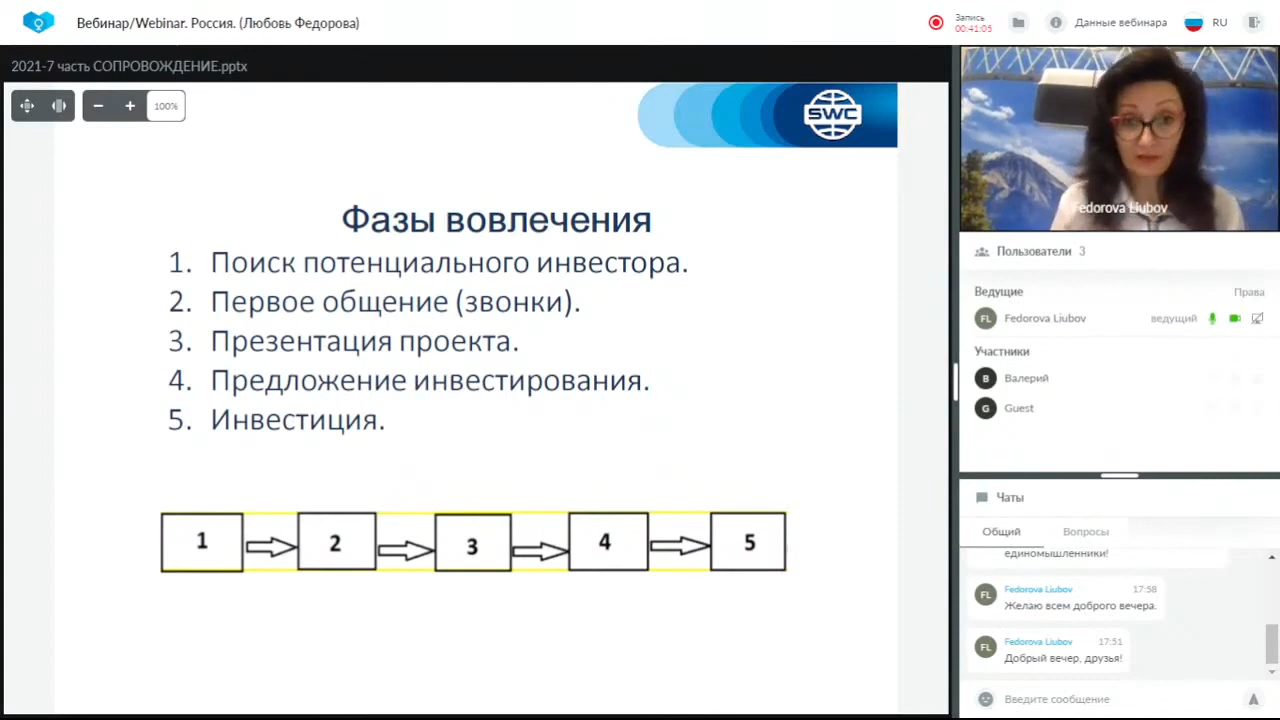 Вебинар/Webinar. Россия. (Любовь Федорова)
Запись
00:41:05
Данные вебинара
RU
2021-7 часть СОПРОВОЖДЕНИЕ.pptx
100%
SWC
Фазы вовлечения
1. Поиск потенциального инвестора.
2. Первое общение (звонки).
3. Презентация проекта.
4. Предложение инвестирования.
5. Инвестиция.
1
2
3
4
5
Fedorova Liubov
Пользователи 3
Ведущие
Права
FL Fedorova Liubov ведущий
Участники
В Валерий
G Guest
Чаты
Общий
Вопросы
единомышленники!
FL Fedorova Liubov 17:58
Желаю всем доброго вечера.
FL Fedorova Liubov 17:51
Добрый вечер, друзья!
Введите сообщение